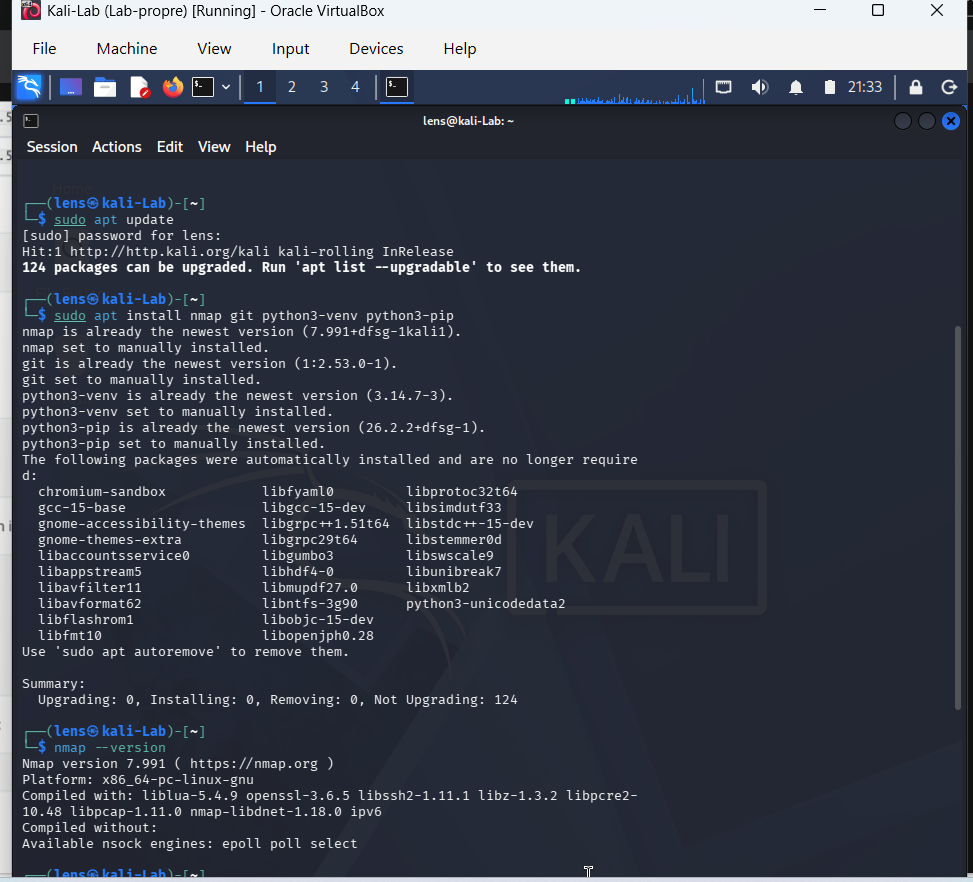 Kali-Lab (Lab-propre) [Running] - Oracle VirtualBox
File Machine View Input Devices Help
1 2 3 4 21:33
lens@kali-Lab: ~
Session Actions Edit View Help
┌──(lens㉿kali-Lab)-[~]
└─$ sudo apt update
[sudo] password for lens:
Hit:1 http://http.kali.org/kali kali-rolling InRelease
124 packages can be upgraded. Run 'apt list --upgradable' to see them.
┌──(lens㉿kali-Lab)-[~]
└─$ sudo apt install nmap git python3-venv python3-pip
nmap is already the newest version (7.991+dfsg-1kali1).
nmap set to manually installed.
git is already the newest version (1:2.53.0-1).
git set to manually installed.
python3-venv is already the newest version (3.14.7-3).
python3-venv set to manually installed.
python3-pip is already the newest version (26.2.2+dfsg-1).
python3-pip set to manually installed.
The following packages were automatically installed and are no longer require
d:
chromium-sandbox libfyaml0 libprotoc32t64
gcc-15-base libgcc-15-dev libsimdutf33
gnome-accessibility-themes libgrpc++1.51t64 libstdc++-15-dev
gnome-themes-extra libgrpc29t64 libstemmer0d
libaccountsservice0 libgumbo3 libswscale9
libappstream5 libhdf4-0 libunibreak7
libavfilter11 libmupdf27.0 libxmlb2
libavformat62 libntfs-3g90 python3-unicodedata2
libflashrom1 libobjc-15-dev
libfmt10 libopenjph0.28
Use 'sudo apt autoremove' to remove them.
Summary:
Upgrading: 0, Installing: 0, Removing: 0, Not Upgrading: 124
┌──(lens㉿kali-Lab)-[~]
└─$ nmap --version
Nmap version 7.991 ( https://nmap.org )
Platform: x86_64-pc-linux-gnu
Compiled with: liblua-5.4.9 openssl-3.6.5 libssh2-1.11.1 libz-1.3.2 libpcre2-
10.48 libpcap-1.11.0 nmap-libdnet-1.18.0 ipv6
Compiled without:
Available nsock engines: epoll poll select
┌──(lens㉿kali-Lab)-[~]
KALI